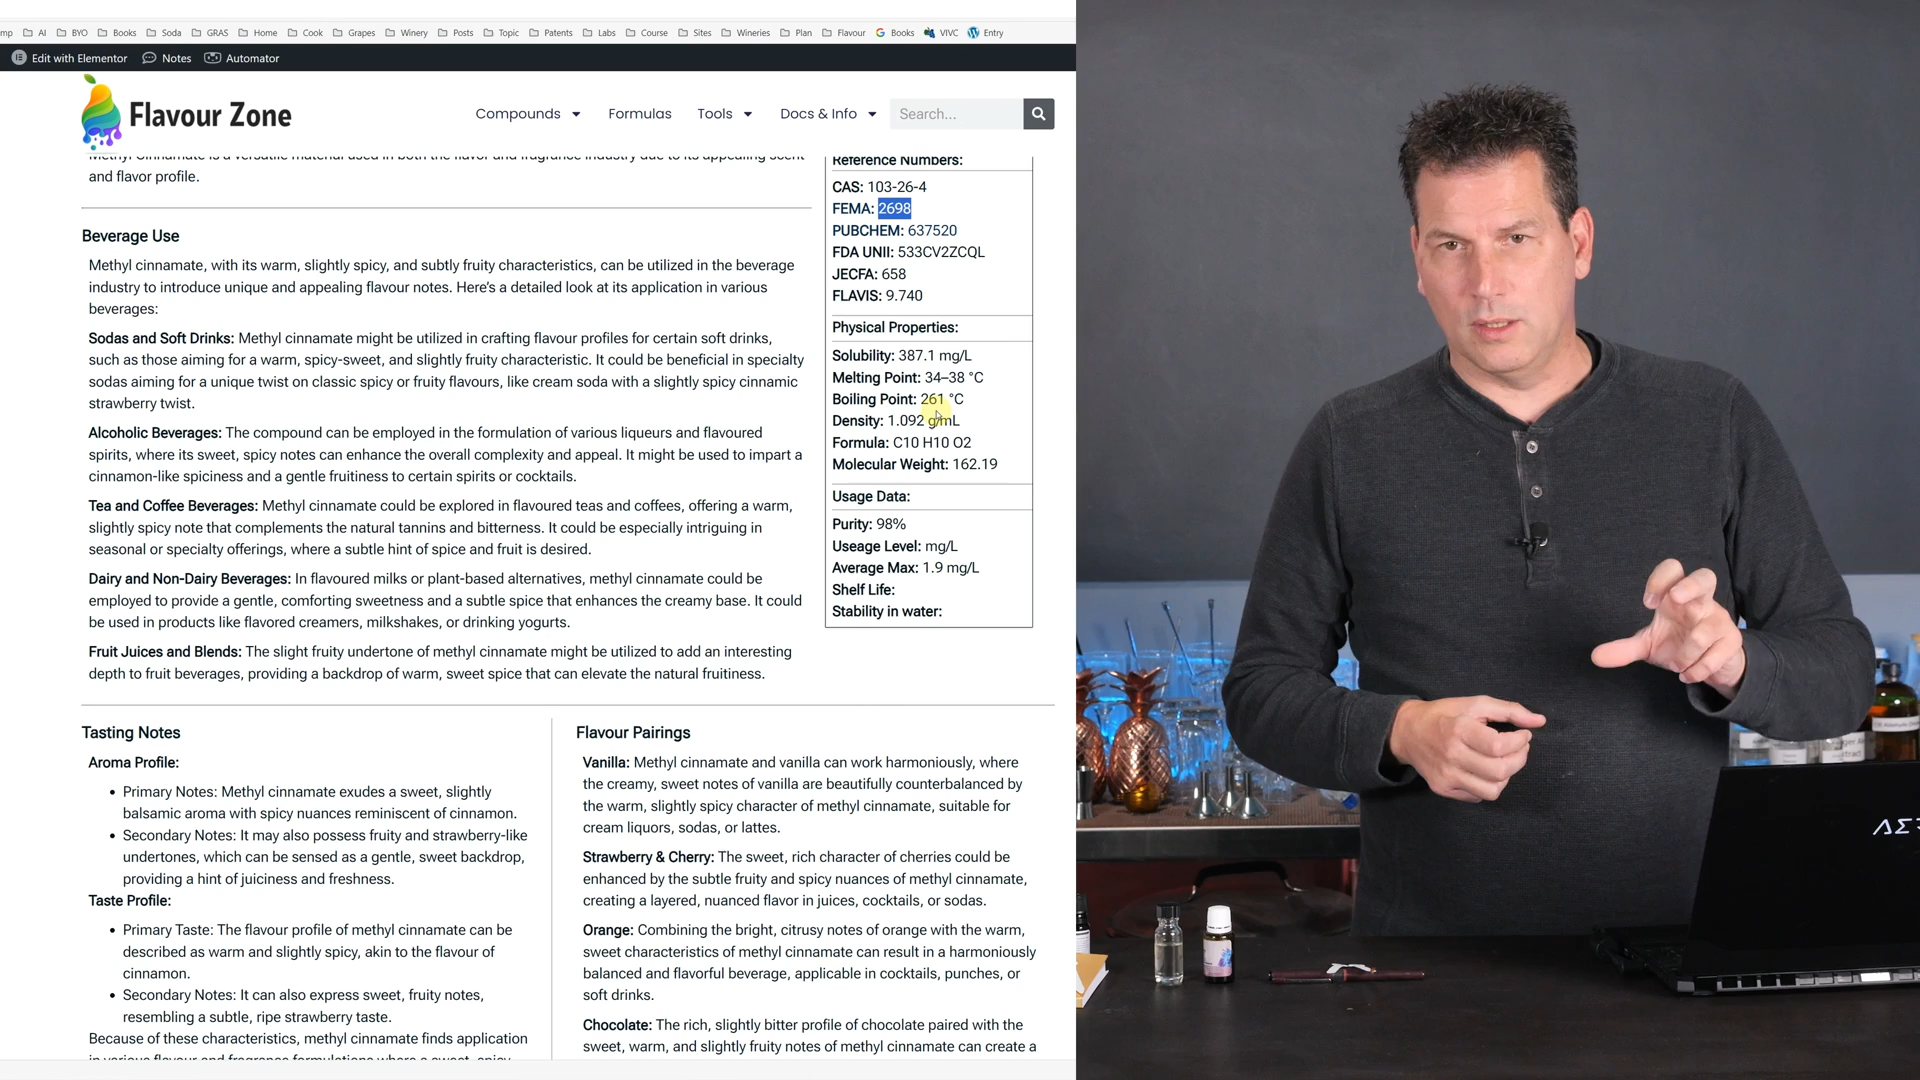 AI BYO Books Soda GRAS Home Cook Grapes Winery Posts Topic Patents Labs Course Sites Wineries Plan Flavour Books VIVC Entry
Edit with Elementor Notes Automator
Flavour Zone
Compounds Formulas Tools Docs & Info Search...
Methyl Cinnamate is a versatile material used in both the flavor and fragrance industry due to its appealing scent
and flavor profile.
Beverage Use
Methyl cinnamate, with its warm, slightly spicy, and subtly fruity characteristics, can be utilized in the beverage
industry to introduce unique and appealing flavour notes. Here's a detailed look at its application in various
beverages:
Sodas and Soft Drinks: Methyl cinnamate might be utilized in crafting flavour profiles for certain soft drinks,
such as those aiming for a warm, spicy-sweet, and slightly fruity characteristic. It could be beneficial in specialty
sodas aiming for a unique twist on classic spicy or fruity flavours, like cream soda with a slightly spicy cinnamic
strawberry twist.
Alcoholic Beverages: The compound can be employed in the formulation of various liqueurs and flavoured
spirits, where its sweet, spicy notes can enhance the overall complexity and appeal. It might be used to impart a
cinnamon-like spiciness and a gentle fruitiness to certain spirits or cocktails.
Tea and Coffee Beverages: Methyl cinnamate could be explored in flavoured teas and coffees, offering a warm,
slightly spicy note that complements the natural tannins and bitterness. It could be especially intriguing in
seasonal or specialty offerings, where a subtle hint of spice and fruit is desired.
Dairy and Non-Dairy Beverages: In flavoured milks or plant-based alternatives, methyl cinnamate could be
employed to provide a gentle, comforting sweetness and a subtle spice that enhances the creamy base. It could
be used in products like flavored creamers, milkshakes, or drinking yogurts.
Fruit Juices and Blends: The slight fruity undertone of methyl cinnamate might be utilized to add an interesting
depth to fruit beverages, providing a backdrop of warm, sweet spice that can elevate the natural fruitiness.
Reference Numbers:
CAS: 103-26-4
FEMA: 2698
PUBCHEM: 637520
FDA UNII: 533CV2ZCQL
JECFA: 658
FLAVIS: 9.740
Physical Properties:
Solubility: 387.1 mg/L
Melting Point: 34–38 °C
Boiling Point: 261 °C
Density: 1.092 g/mL
Formula: C10 H10 O2
Molecular Weight: 162.19
Usage Data:
Purity: 98%
Useage Level: mg/L
Average Max: 1.9 mg/L
Shelf Life:
Stability in water:
Tasting Notes
Aroma Profile:
• Primary Notes: Methyl cinnamate exudes a sweet, slightly
balsamic aroma with spicy nuances reminiscent of cinnamon.
• Secondary Notes: It may also possess fruity and strawberry-like
undertones, which can be sensed as a gentle, sweet backdrop,
providing a hint of juiciness and freshness.
Taste Profile:
• Primary Taste: The flavour profile of methyl cinnamate can be
described as warm and slightly spicy, akin to the flavour of
cinnamon.
• Secondary Notes: It can also express sweet, fruity notes,
resembling a subtle, ripe strawberry taste.
Because of these characteristics, methyl cinnamate finds application
in various flavour and fragrance formulations where a sweet, spicy,
Flavour Pairings
Vanilla: Methyl cinnamate and vanilla can work harmoniously, where
the creamy, sweet notes of vanilla are beautifully counterbalanced by
the warm, slightly spicy character of methyl cinnamate, suitable for
cream liquors, sodas, or lattes.
Strawberry & Cherry: The sweet, rich character of cherries could be
enhanced by the subtle fruity and spicy nuances of methyl cinnamate,
creating a layered, nuanced flavor in juices, cocktails, or sodas.
Orange: Combining the bright, citrusy notes of orange with the warm,
sweet characteristics of methyl cinnamate can result in a harmoniously
balanced and flavorful beverage, applicable in cocktails, punches, or
soft drinks.
Chocolate: The rich, slightly bitter profile of chocolate paired with the
sweet, warm, and slightly fruity notes of methyl cinnamate can create a